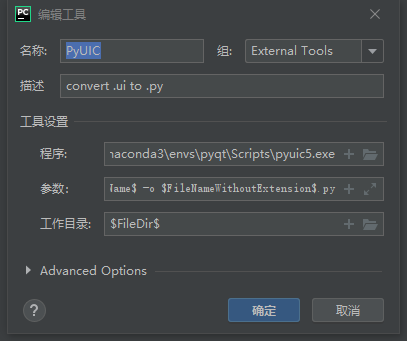 PC 编辑工具
名称: PyUIC 组: External Tools
描述 convert .ui to .py
工具设置
程序: naconda3\envs\pyqt\Scripts\pyuic5.exe
参数: Name$ -o $FileNameWithoutExtension$.py
工作目录: $FileDir$
Advanced Options
? 确定 取消